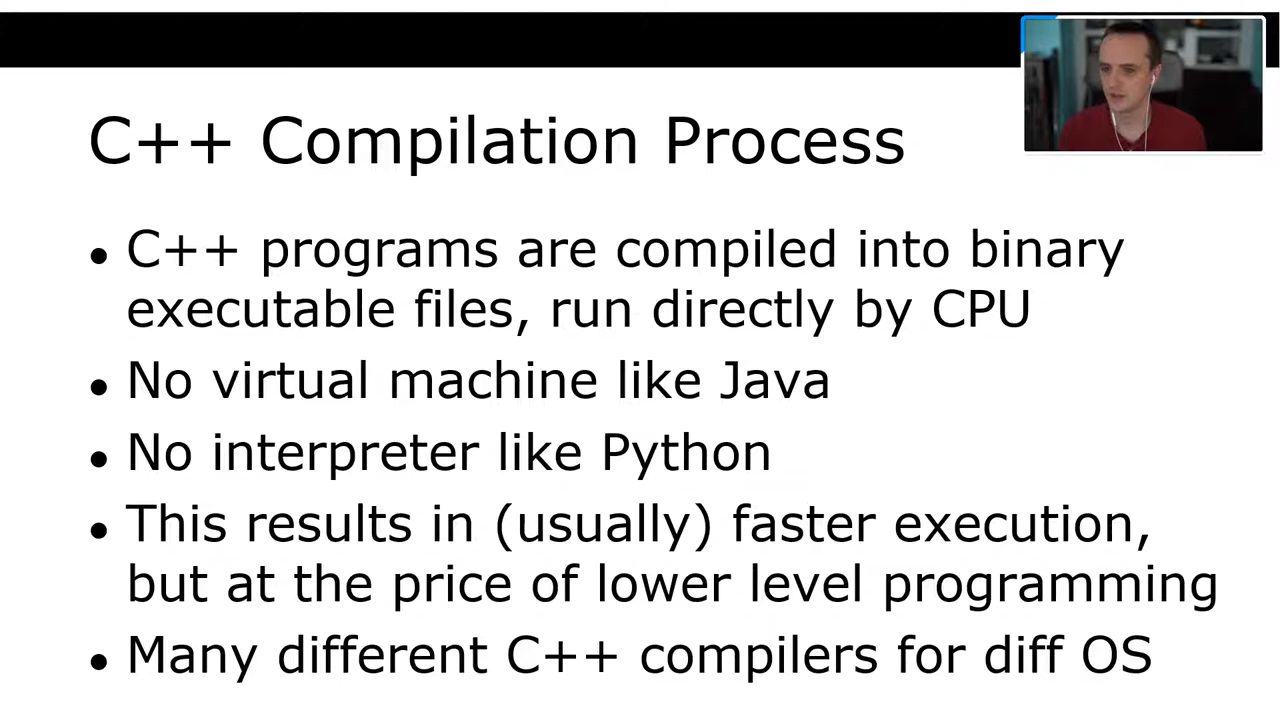 C++ Compilation Process
• C++ programs are compiled into binary
executable files, run directly by CPU
• No virtual machine like Java
• No interpreter like Python
• This results in (usually) faster execution,
but at the price of lower level programming
• Many different C++ compilers for diff OS